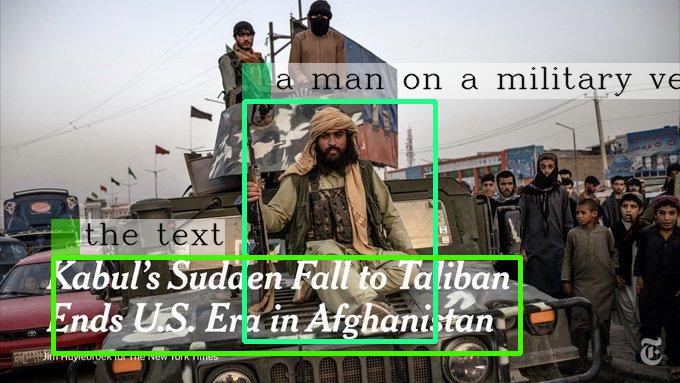 a man on a military ve
the text
Kabul's Sudden Fall to Taliban
Ends U.S. Era in Afghanistan
Jim Huylebroek for The New York Times
T